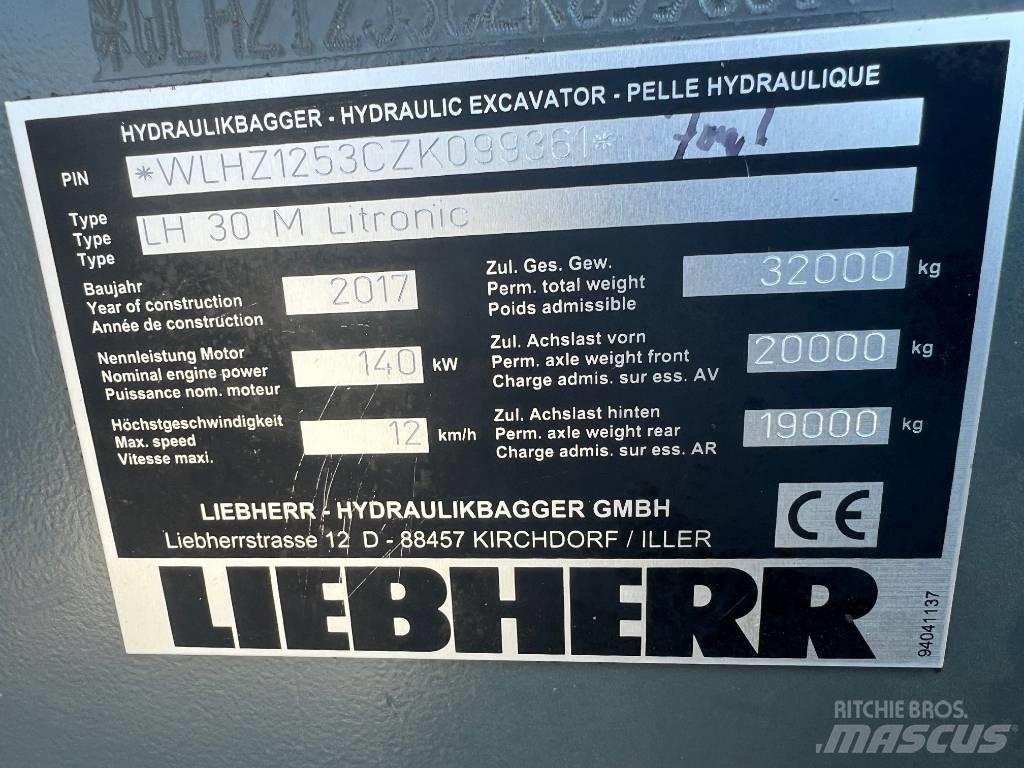 HYDRAULIKBAGGER - HYDRAULIC EXCAVATOR - PELLE HYDRAULIQUE
PIN *WLHZ1253CZK099361*
Type
Type LH 30 M Litronic
Type
Baujahr
Year of construction 2017
Année de construction
Nennleistung Motor
Nominal engine power 140 kW
Puissance nom. moteur
Höchstgeschwindigkeit
Max. speed 12 km/h
Vitesse maxi.
Zul. Ges. Gew.
Perm. total weight 32000 kg
Poids admissible
Zul. Achslast vorn
Perm. axle weight front 20000 kg
Charge admis. sur ess. AV
Zul. Achslast hinten
Perm. axle weight rear 19000 kg
Charge admis. sur ess. AR
LIEBHERR - HYDRAULIKBAGGER GMBH
Liebherrstrasse 12 D - 88457 KIRCHDORF / ILLER
CE
LIEBHERR
94041137
RITCHIE BROS.
MASCUS